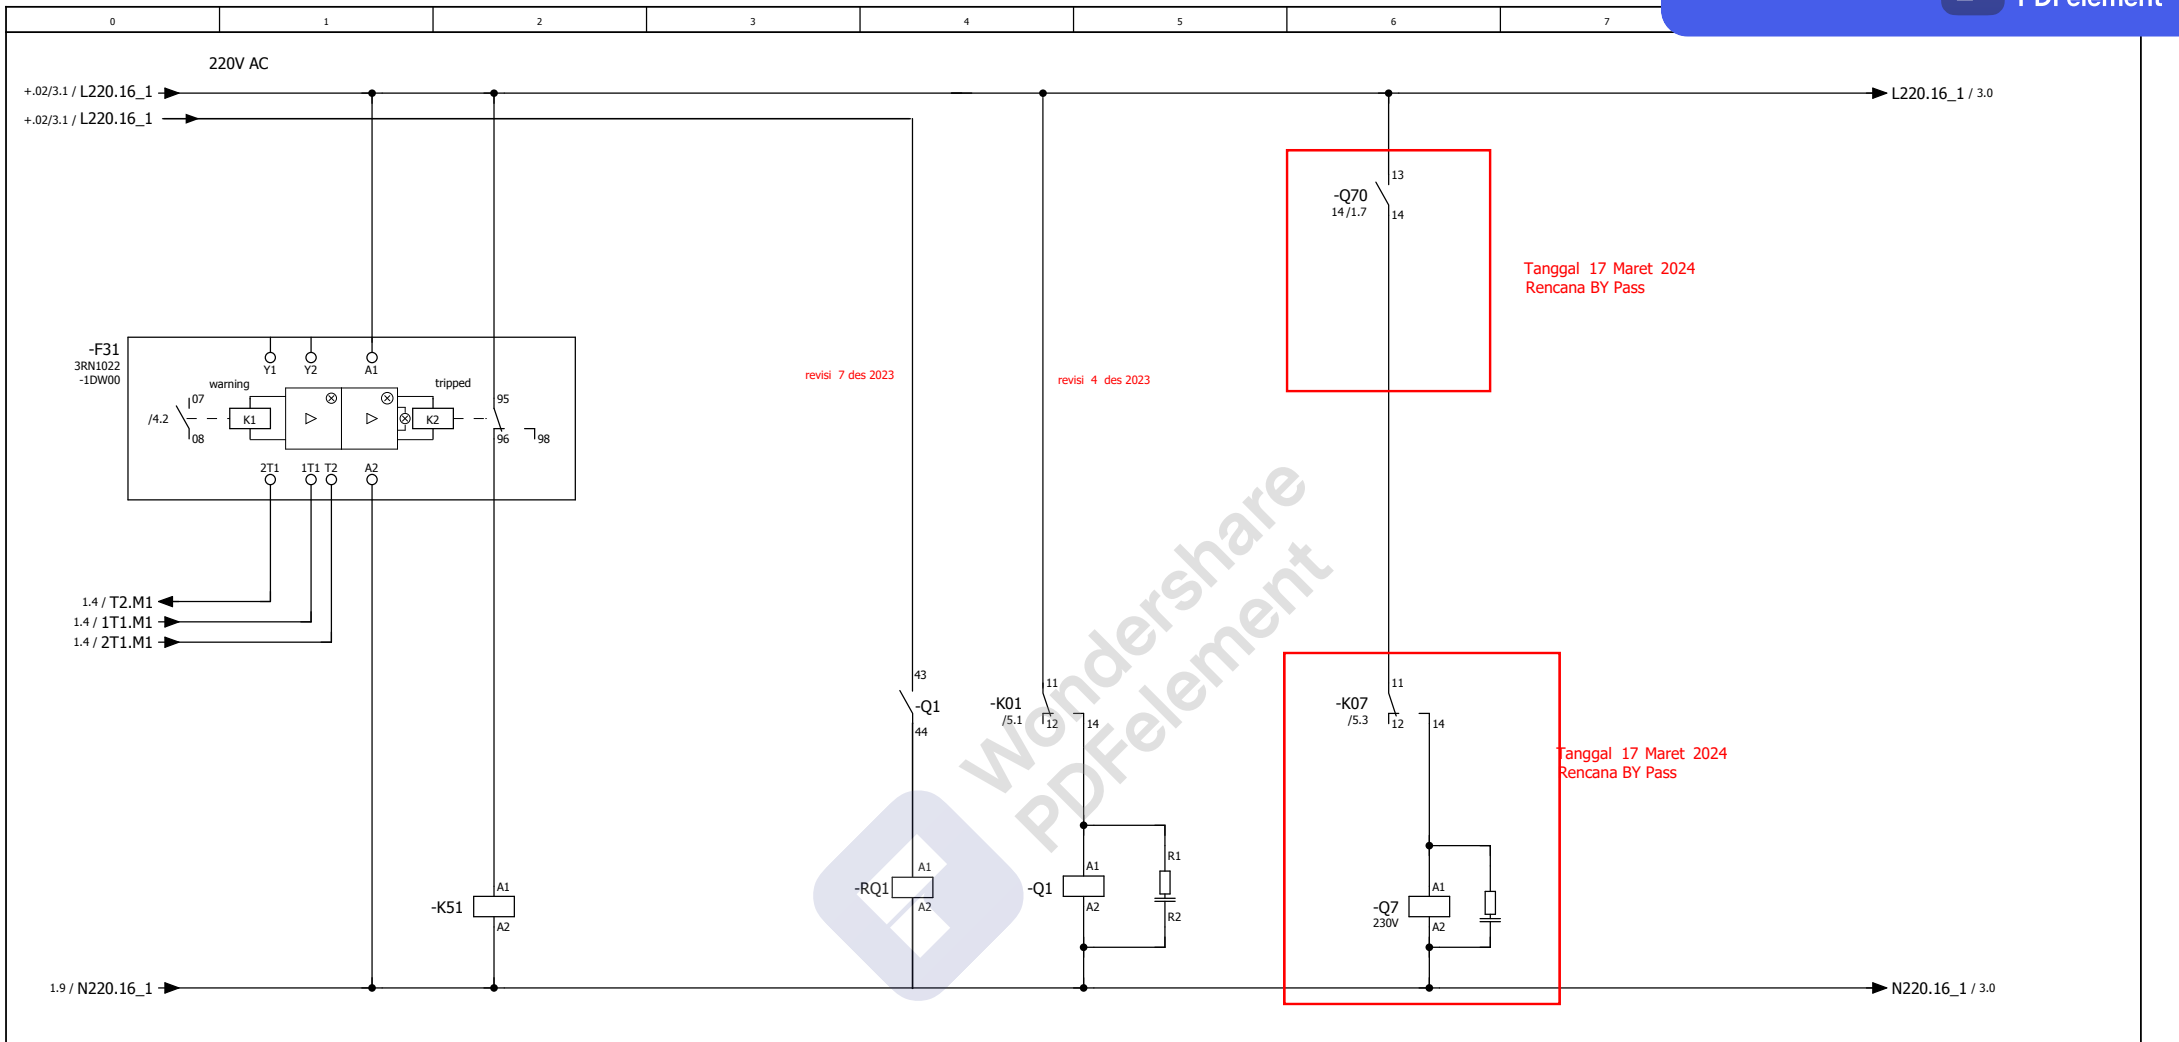 0 1 2 3 4 5 6 7
PDFelement
220V AC
+.02/3.1 / L220.16_1
L220.16_1 / 3.0
+.02/3.1 / L220.16_1
13
-Q70
14/1.7
14
Tanggal 17 Maret 2024
Rencana BY Pass
-F31
3RN1022
-1DW00
Y1 Y2 A1
warning
tripped
revisi 7 des 2023
revisi 4 des 2023
07
95
/4.2
K1
K2
08
96
98
2T1 1T1 T2 A2
1.4 / T2.M1
1.4 / 1T1.M1
1.4 / 2T1.M1
43
-Q1
44
11
-K01
/5.1
12
14
11
-K07
/5.3
12
14
Tanggal 17 Maret 2024
Rencana BY Pass
Wondershare
PDFelement
A1
-K51
A2
A1
-RQ1
A2
A1
-Q1
A2
R1
R2
A1
-Q7
230V
A2
1.9 / N220.16_1
N220.16_1 / 3.0